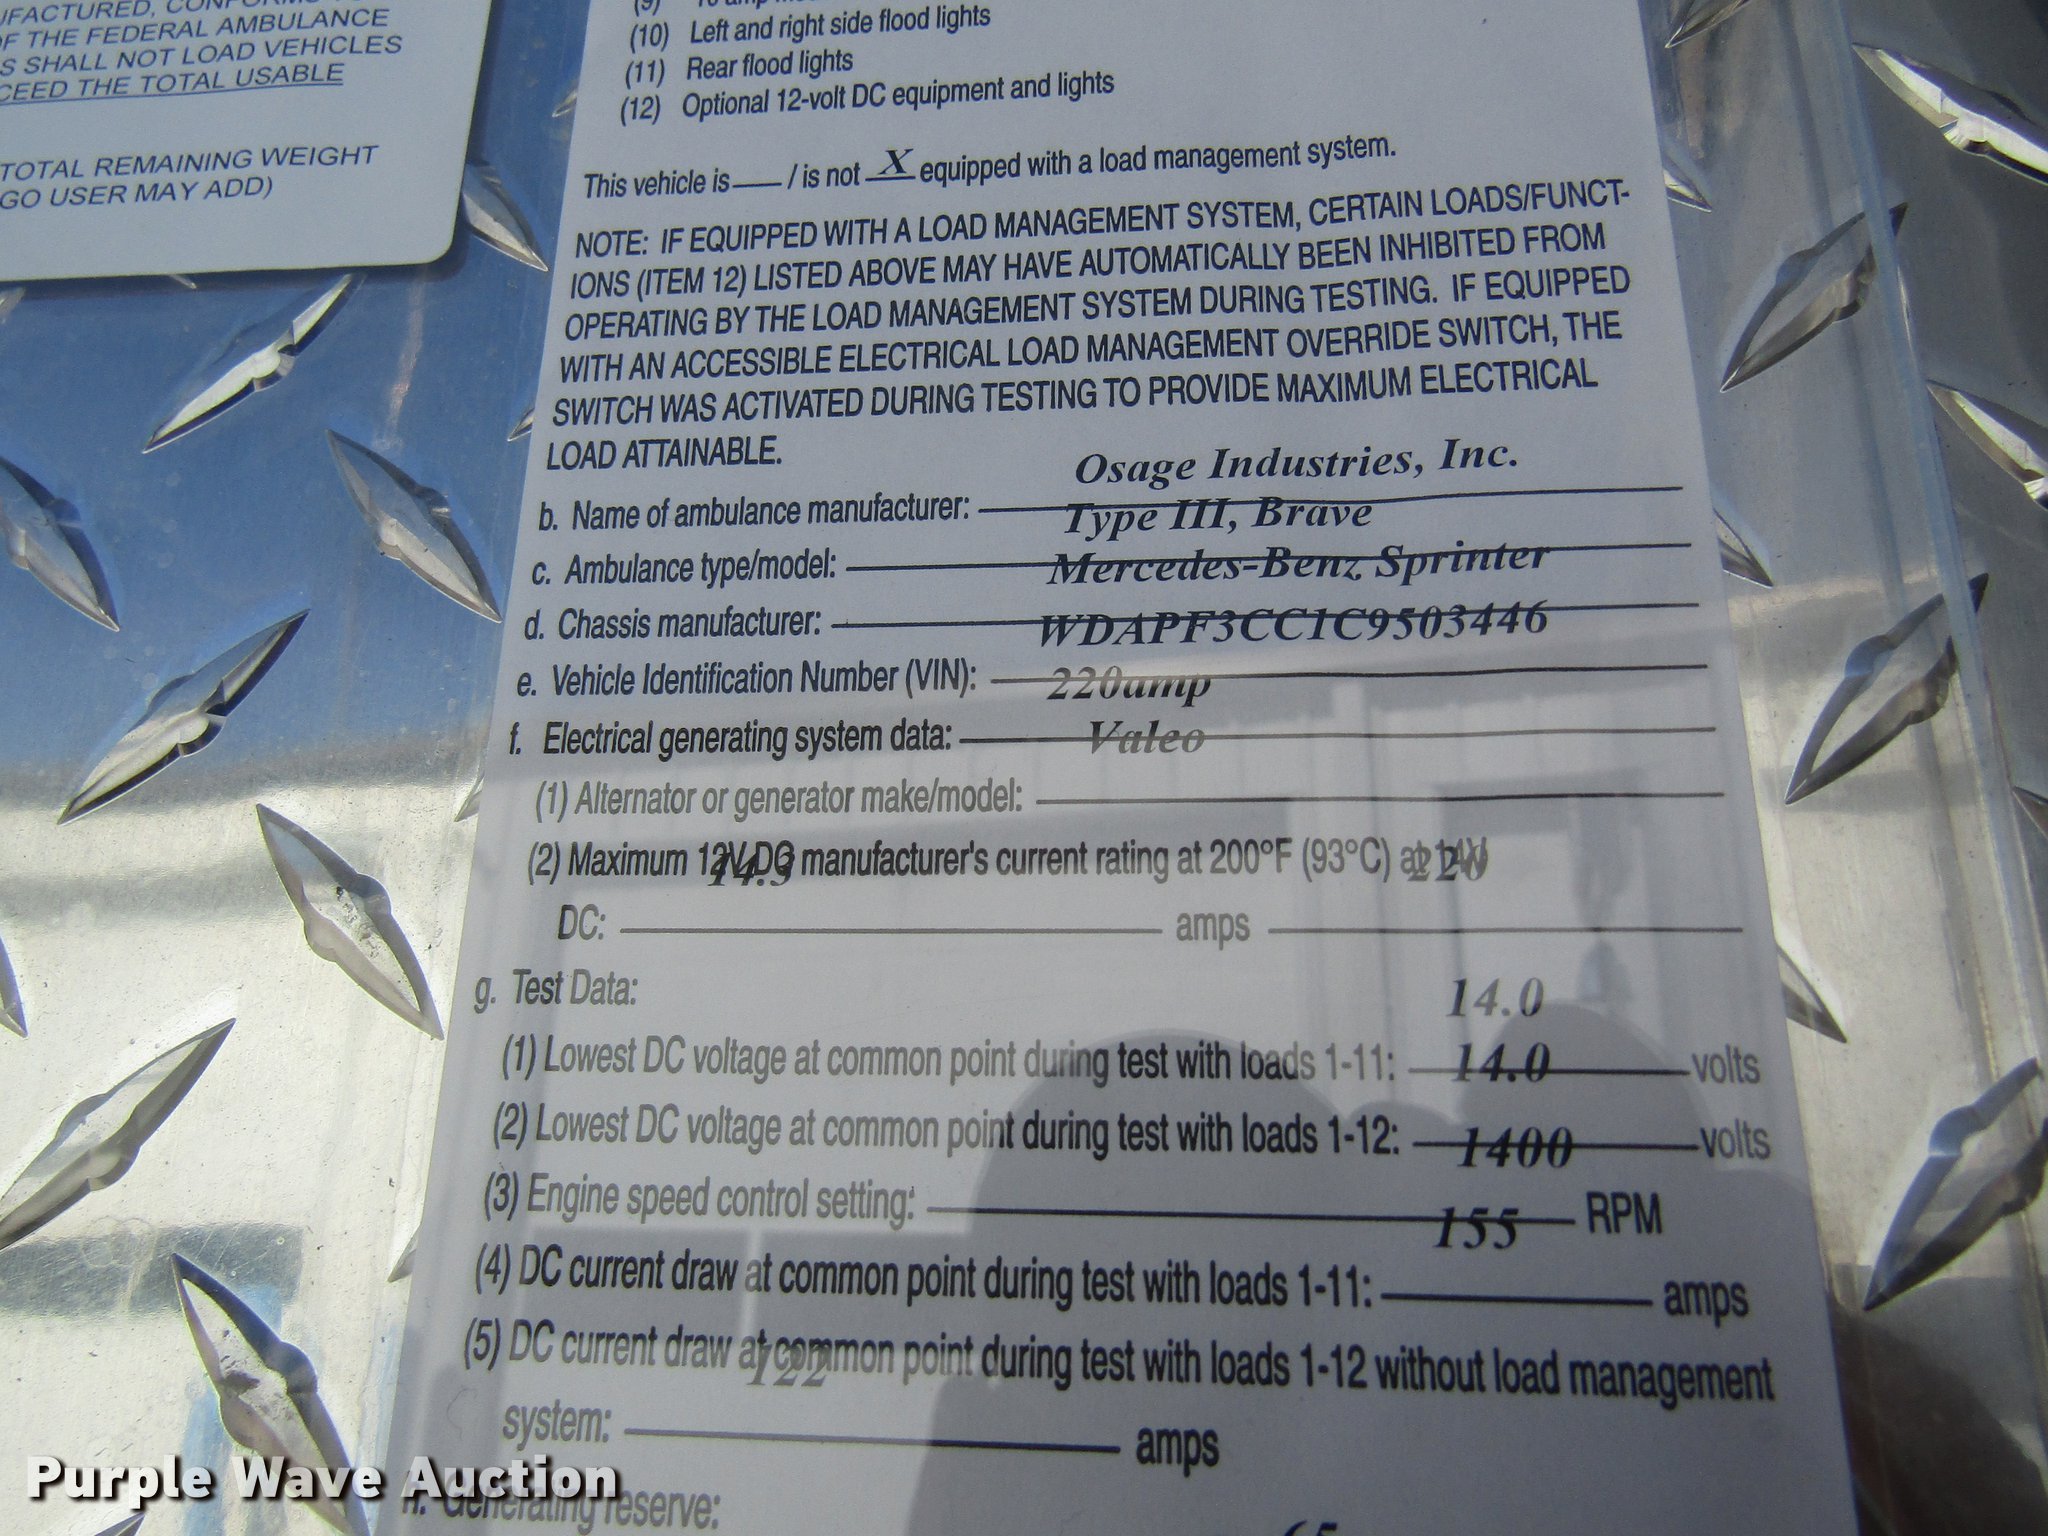 UFACTURED, CONFORMS TO
OF THE FEDERAL AMBULANCE
S SHALL NOT LOAD VEHICLES
CEED THE TOTAL USABLE
TOTAL REMAINING WEIGHT
GO USER MAY ADD)
(9) 10 amp
(10) Left and right side flood lights
(11) Rear flood lights
(12) Optional 12-volt DC equipment and lights
This vehicle is___ / is not _X_ equipped with a load management system.
NOTE: IF EQUIPPED WITH A LOAD MANAGEMENT SYSTEM, CERTAIN LOADS/FUNCT-
IONS (ITEM 12) LISTED ABOVE MAY HAVE AUTOMATICALLY BEEN INHIBITED FROM
OPERATING BY THE LOAD MANAGEMENT SYSTEM DURING TESTING. IF EQUIPPED
WITH AN ACCESSIBLE ELECTRICAL LOAD MANAGEMENT OVERRIDE SWITCH, THE
SWITCH WAS ACTIVATED DURING TESTING TO PROVIDE MAXIMUM ELECTRICAL
LOAD ATTAINABLE.
Osage Industries, Inc.
b. Name of ambulance manufacturer:
Type III, Brave
c. Ambulance type/model:
Mercedes-Benz Sprinter
d. Chassis manufacturer:
WDAPF3CC1C9503446
e. Vehicle Identification Number (VIN):
220amp
f. Electrical generating system data:
Valeo
(1) Alternator or generator make/model:
(2) Maximum 12V DC manufacturer's current rating at 200°F (93°C) at 14V
14.3 220
DC: amps
g. Test Data:
14.0
(1) Lowest DC voltage at common point during test with loads 1-11: volts
14.0
(2) Lowest DC voltage at common point during test with loads 1-12: volts
1400
(3) Engine speed control setting: RPM
155
(4) DC current draw at common point during test with loads 1-11: amps
(5) DC current draw at common point during test with loads 1-12 without load management
122
system: amps
h. Generating reserve:
65
Purple Wave Auction